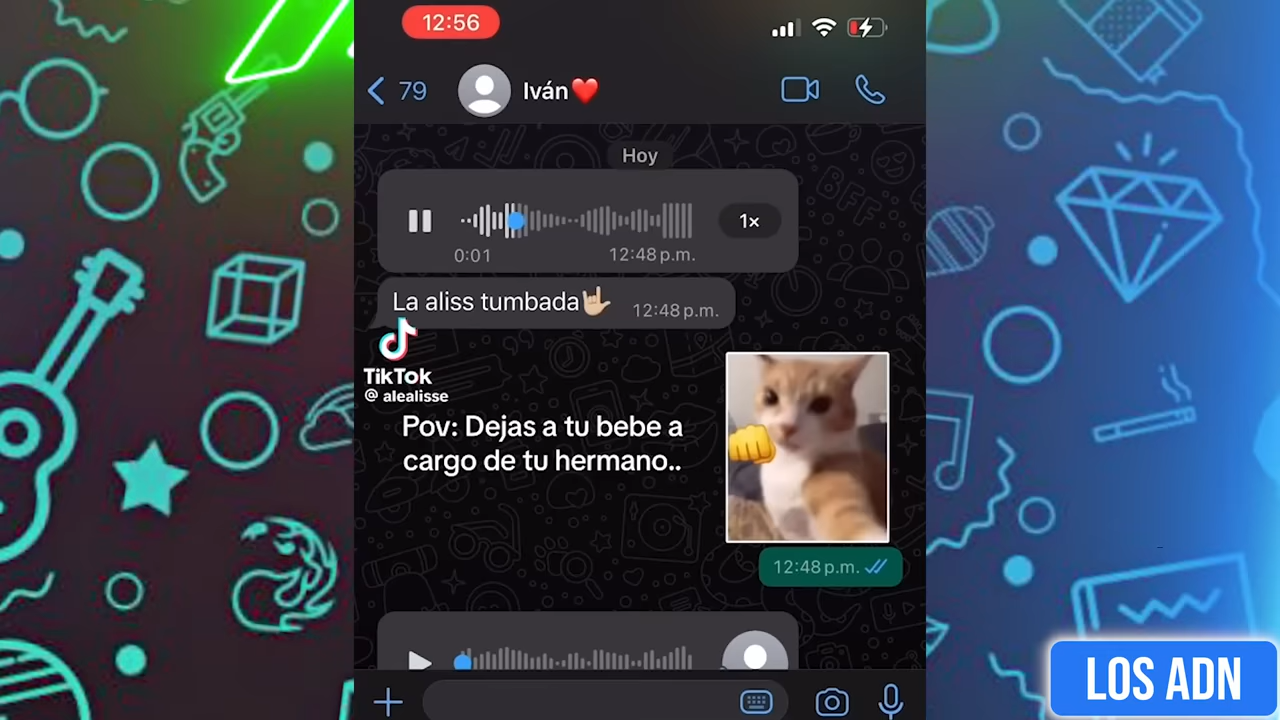 12:56
79
Iván❤️
Hoy
1x
0:01
12:48 p.m.
La aliss tumbada🤟🏼
12:48 p.m.
TikTok
@ alealisse
Pov: Dejas a tu bebe a
cargo de tu hermano..
12:48 p.m.
LOS ADN